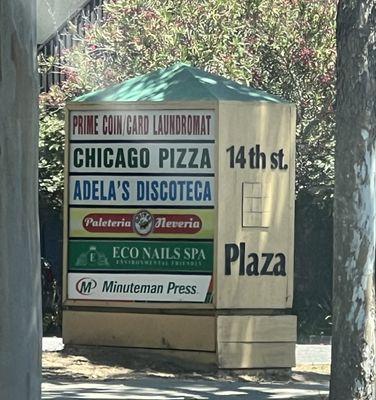 PRIME COIN/CARD LAUNDROMAT
CHICAGO PIZZA
ADELA'S DISCOTECA
Paleteria Neveria
ECO NAILS SPA
ENVIRONMENTAL FRIENDLY
Minuteman Press
14th st.
Plaza